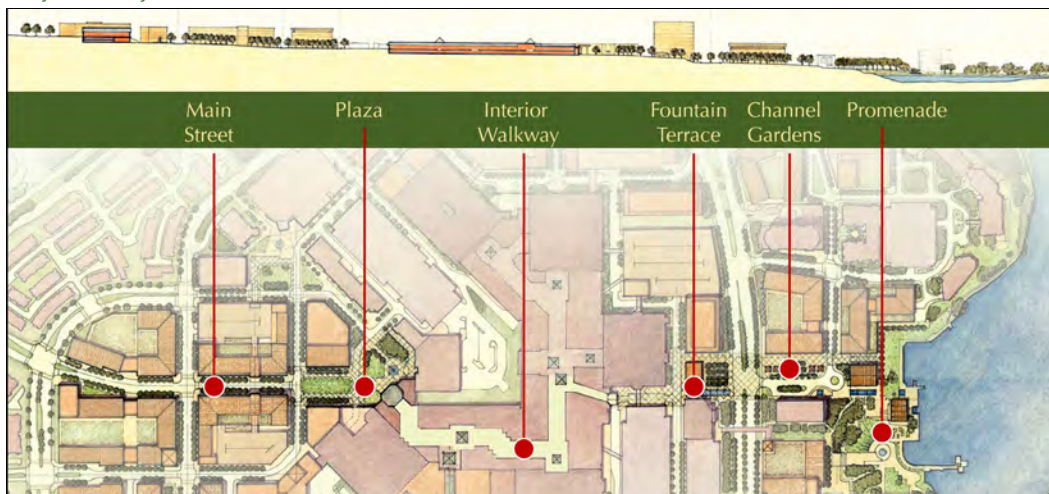 Main
Street
Plaza
Interior
Walkway
Fountain
Terrace
Channel
Gardens
Promenade